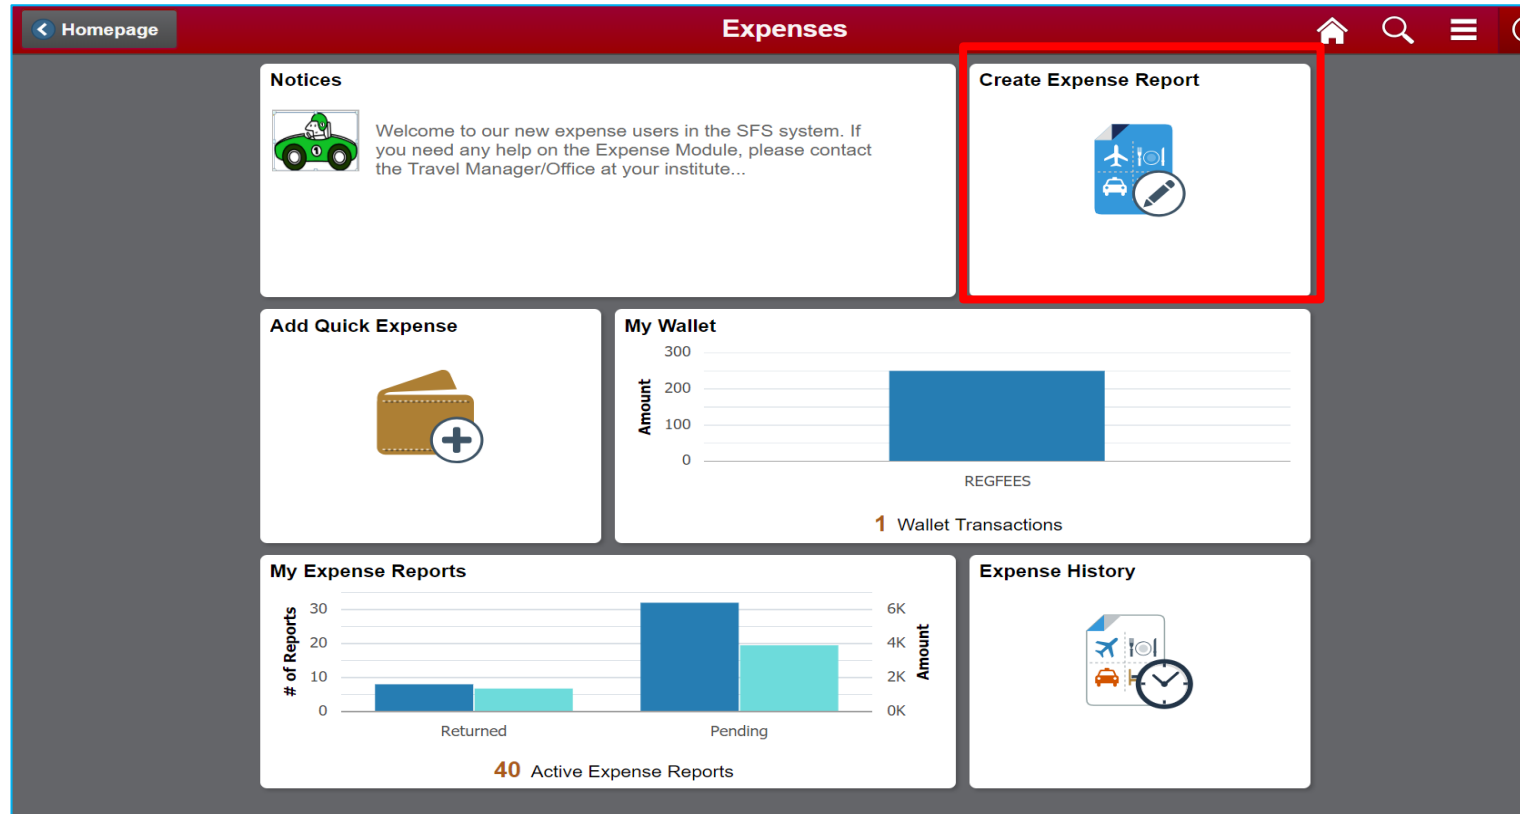 Homepage
Expenses
Notices
Welcome to our new expense users in the SFS system. If
you need any help on the Expense Module, please contact
the Travel Manager/Office at your institute...
Create Expense Report
Add Quick Expense
My Wallet
300
200
100
0
Amount
REGFEES
1 Wallet Transactions
My Expense Reports
30
20
10
0
# of Reports
6K
4K
2K
0K
Amount
Returned
Pending
40 Active Expense Reports
Expense History